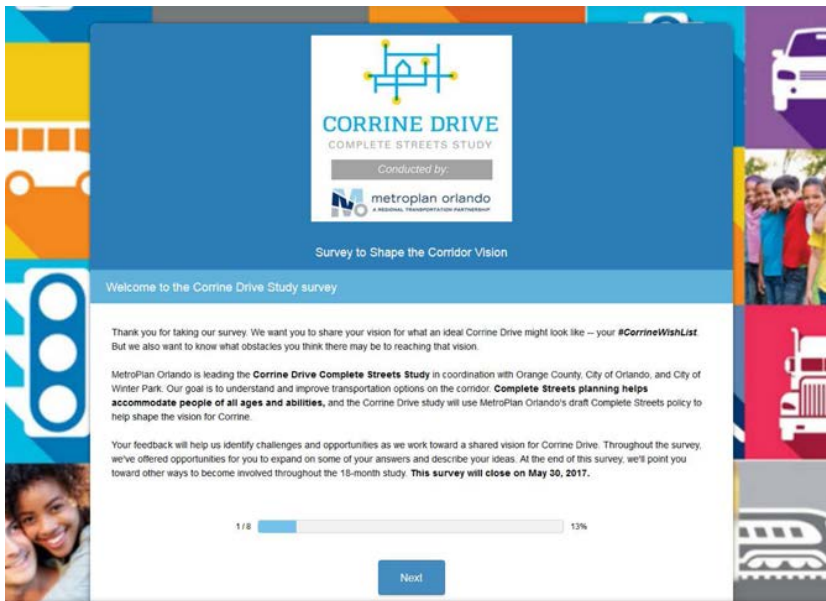 CORRINE DRIVE
COMPLETE STREETS STUDY
Conducted by:
metroplan orlando
A REGIONAL TRANSPORTATION PARTNERSHIP
Survey to Shape the Corridor Vision
Welcome to the Corrine Drive Study survey
Thank you for taking our survey. We want you to share your vision for what an ideal Corrine Drive might look like -- your #CorrineWishList.
But we also want to know what obstacles you think there may be to reaching that vision.
MetroPlan Orlando is leading the Corrine Drive Complete Streets Study in coordination with Orange County, City of Orlando, and City of
Winter Park. Our goal is to understand and improve transportation options on the corridor. Complete Streets planning helps
accommodate people of all ages and abilities, and the Corrine Drive study will use MetroPlan Orlando's draft Complete Streets policy to
help shape the vision for Corrine.
Your feedback will help us identify challenges and opportunities as we work toward a shared vision for Corrine Drive. Throughout the survey,
we've offered opportunities for you to expand on some of your answers and describe your ideas. At the end of this survey, we'll point you
toward other ways to become involved throughout the 18-month study. This survey will close on May 30, 2017.
1 / 8 13%
Next